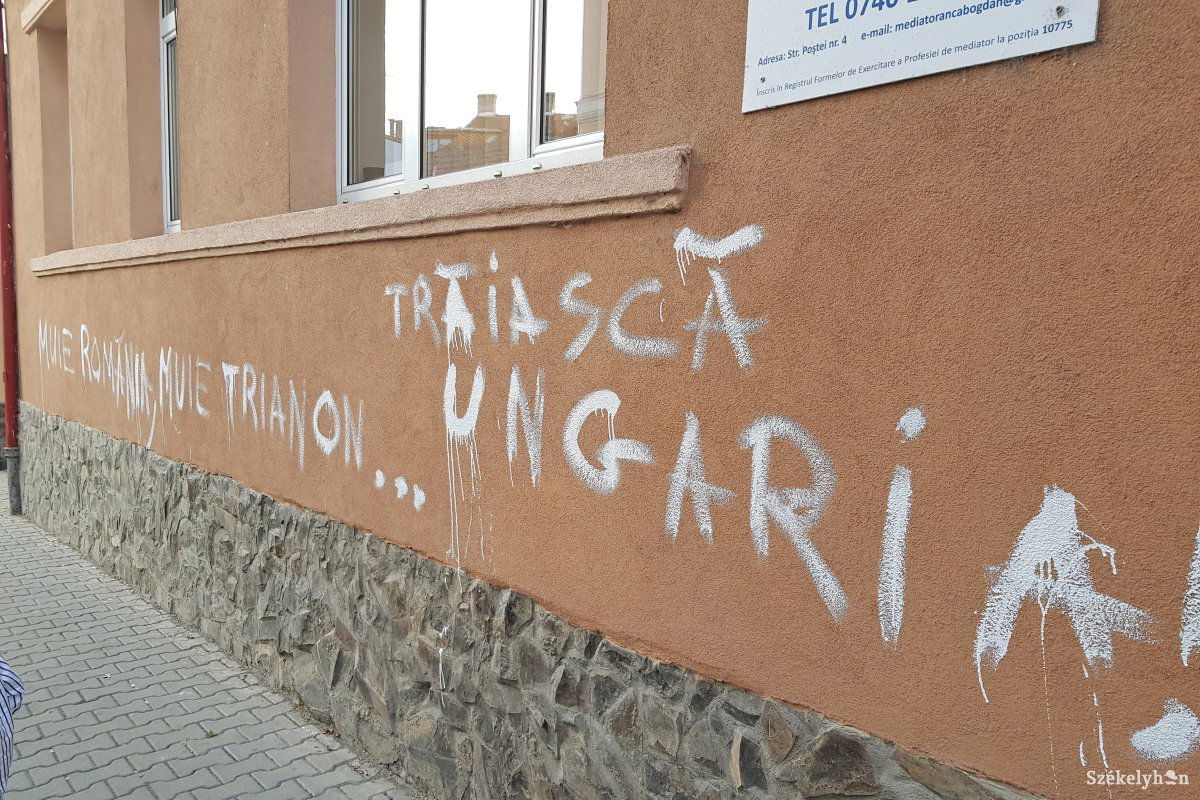 TEL 0740
Adresa: Str. Poştei nr. 4 e-mail: mediatorancabogdan@g
Înscris în Registrul Formelor de Exercitare a Profesiei de mediator la poziția 10775
TRĂiASCĂ
MUIE ROMÂNIA, MUIE TRIANON... UNGARiA!
Székelyhon